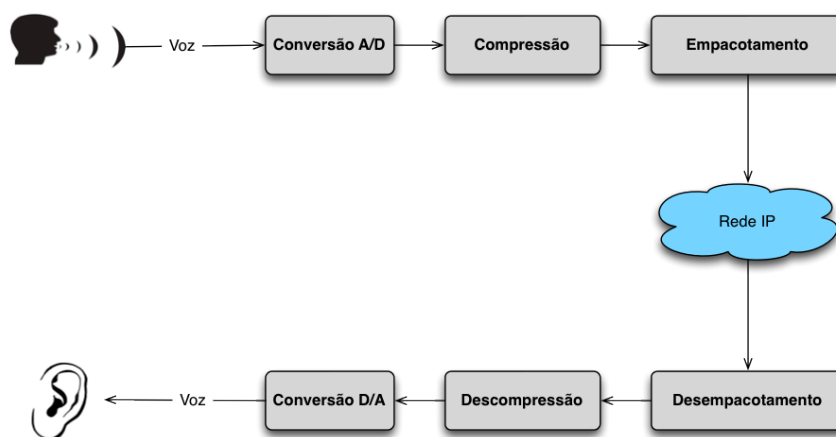 Voz
Conversão A/D
Compressão
Empacotamento
Rede IP
Voz
Conversão D/A
Descompressão
Desempacotamento